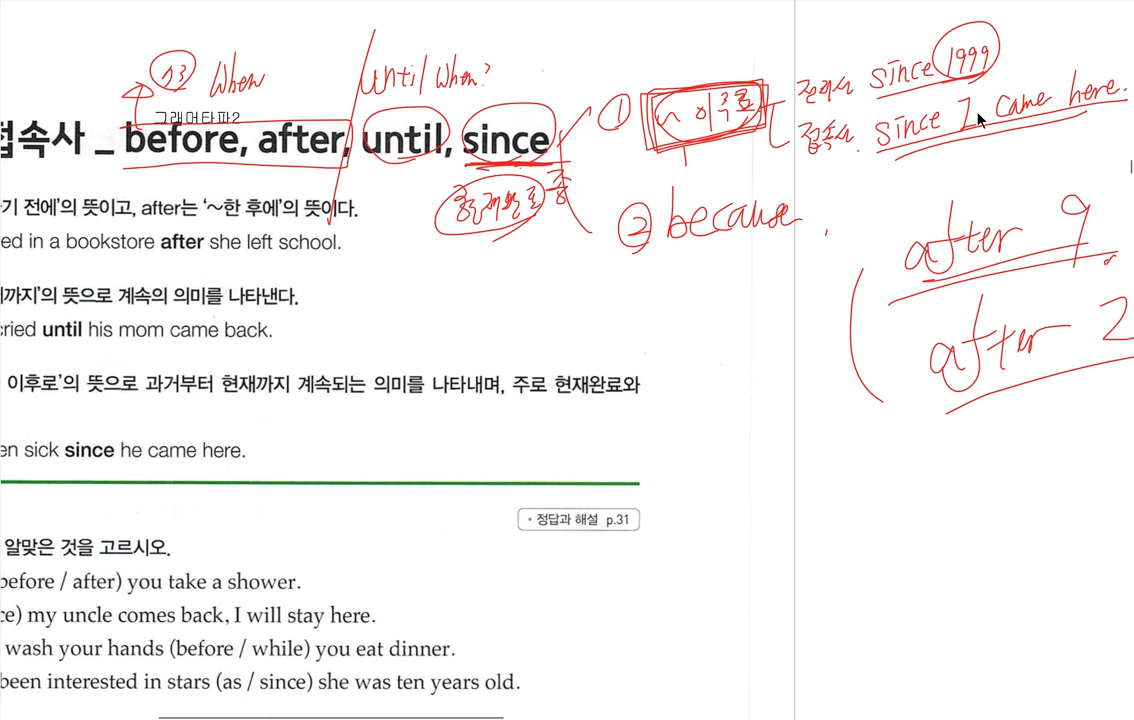 When
until when?
그래머타파2
접속사 _ before, after, until, since
① ~ 이후로
전치사 since 1999
접속사. since I came here.
현재완료
② because
after 9
after 2
기 전에'의 뜻이고, after는 '～한 후에'의 뜻이다.
ed in a bookstore after she left school.
까지'의 뜻으로 계속의 의미를 나타낸다.
cried until his mom came back.
이후로'의 뜻으로 과거부터 현재까지 계속되는 의미를 나타내며, 주로 현재완료와
en sick since he came here.
• 정답과 해설 p.31
알맞은 것을 고르시오.
before / after) you take a shower.
ce) my uncle comes back, I will stay here.
wash your hands (before / while) you eat dinner.
been interested in stars (as / since) she was ten years old.